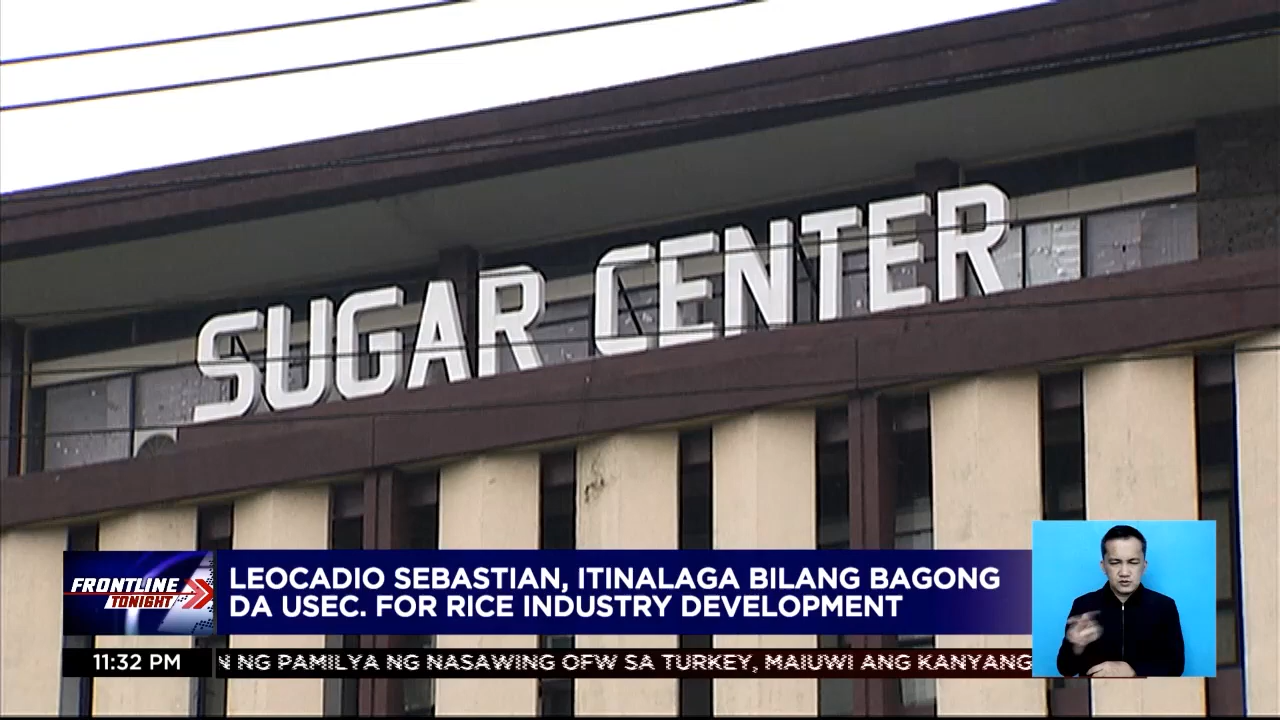 SUGAR CENTER
FRONTLINE
TONIGHT
LEOCADIO SEBASTIAN, ITINALAGA BILANG BAGONG
DA USEC. FOR RICE INDUSTRY DEVELOPMENT
11:32 PM
NG PAMILYA NG NASAWING OFW SA TURKEY, MAIUWI ANG KANYANG